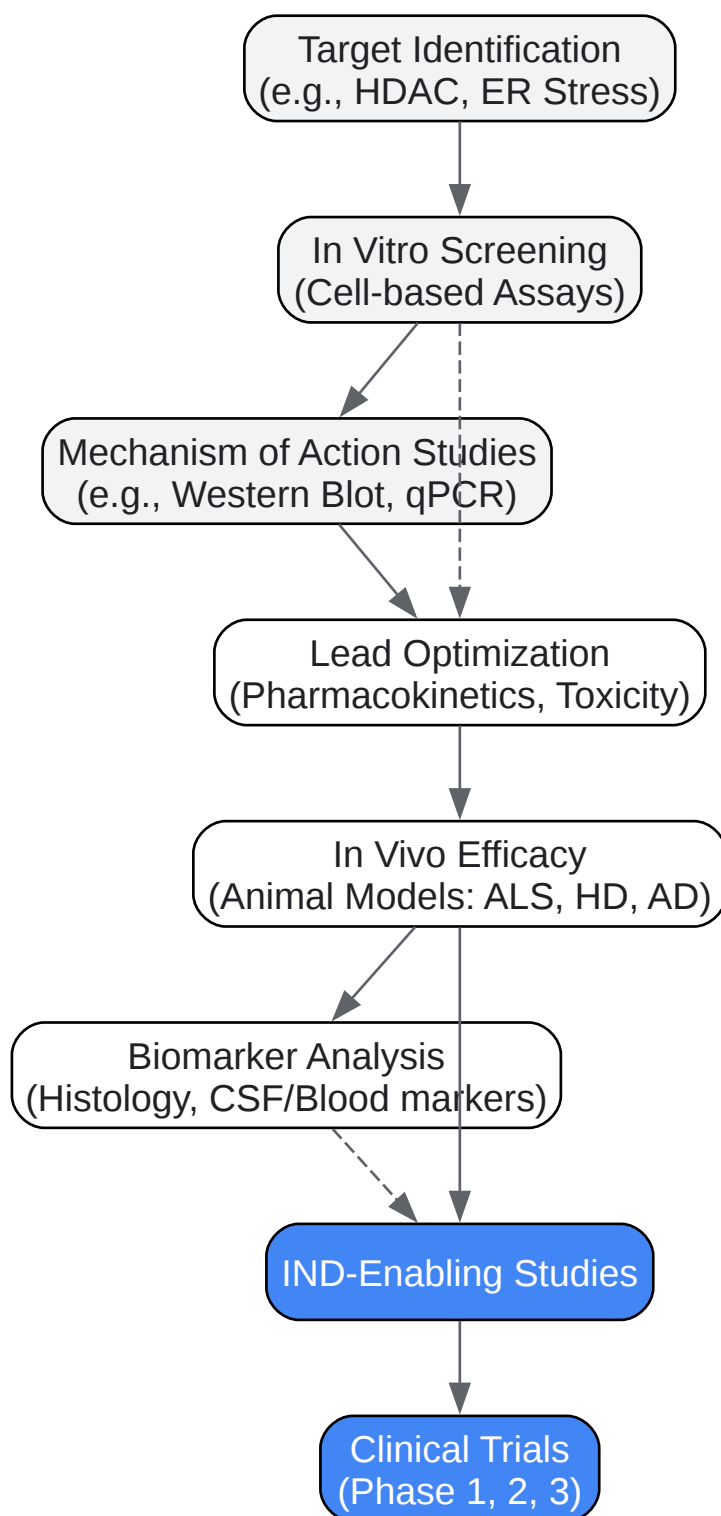 Target Identification
(e.g., HDAC, ER Stress)
In Vitro Screening
(Cell-based Assays)
Mechanism of Action Studies
(e.g., Western Blot, qPCR)
Lead Optimization
(Pharmacokinetics, Toxicity)
In Vivo Efficacy
(Animal Models: ALS, HD, AD)
Biomarker Analysis
(Histology, CSF/Blood markers)
IND-Enabling Studies
Clinical Trials
(Phase 1, 2, 3)